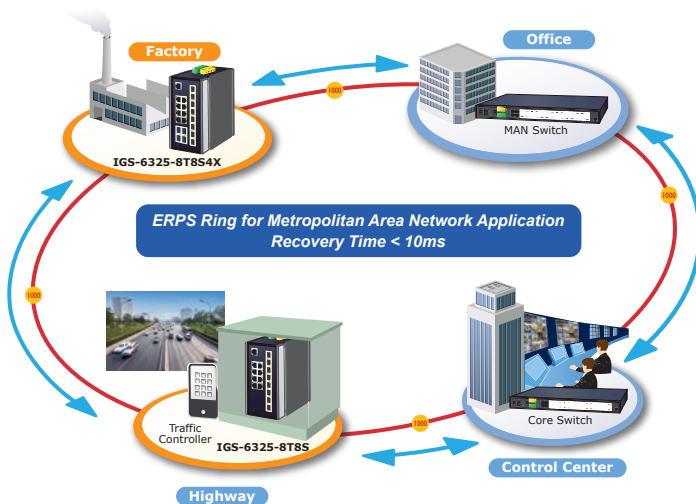 Factory
Office
1000
MAN Switch
IGS-6325-8T8S4X
1000
ERPS Ring for Metropolitan Area Network Application
Recovery Time < 10ms
1000
Traffic
Controller
IGS-6325-8T8S
1000
Core Switch
Control Center
Highway